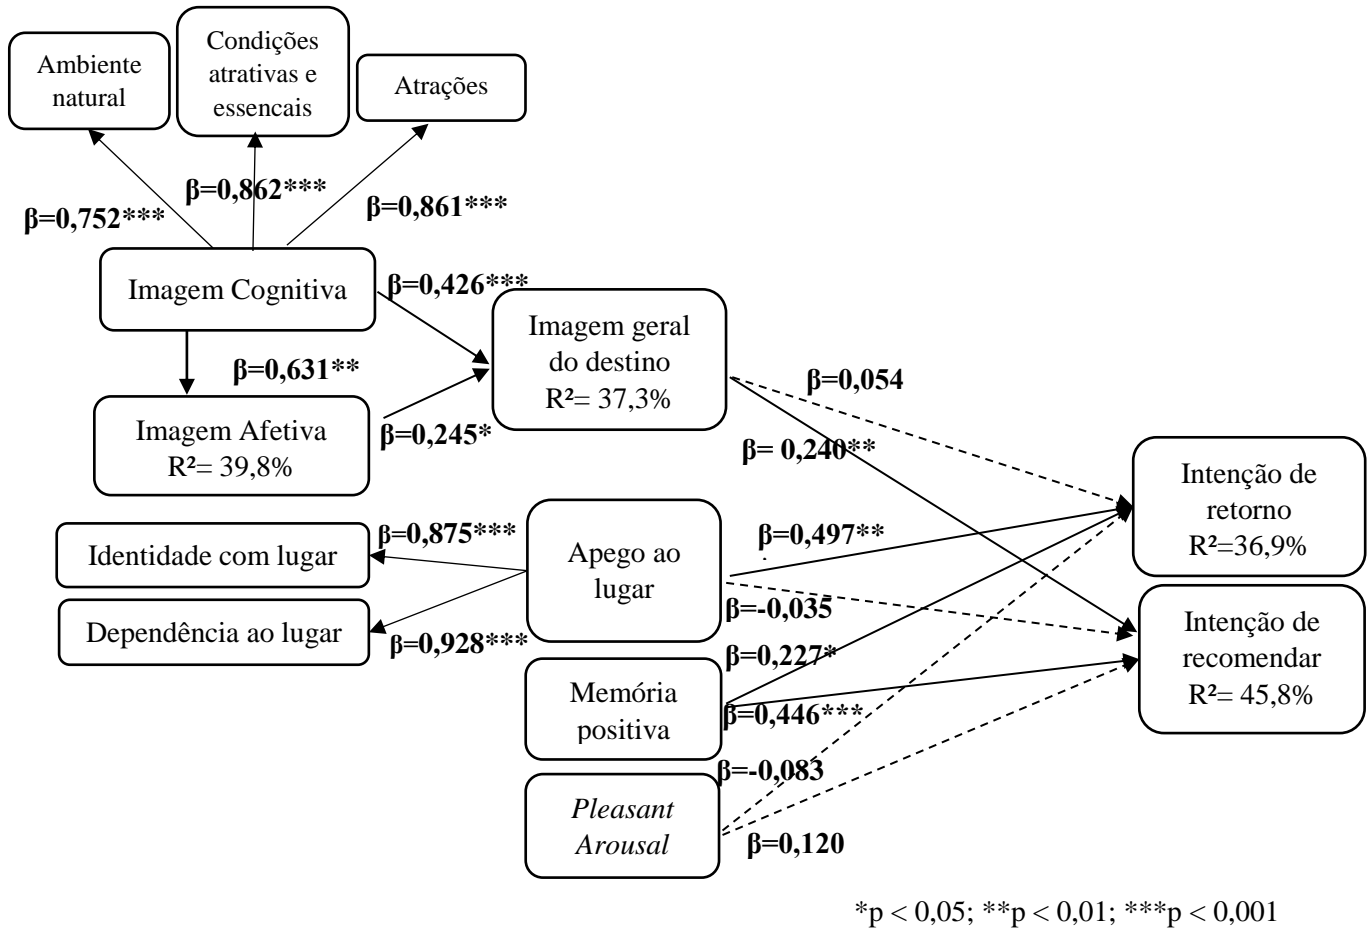 Ambiente
natural
Condições
atrativas e
essencais
Atrações
β=0,752***
β=0,862***
β=0,861***
Imagem Cognitiva
β=0,426***
β=0,631**
Imagem geral
do destino
R²= 37,3%
Imagem Afetiva
R²= 39,8%
β=0,245*
β=0,054
β= 0,240**
Intenção de
retorno
R²=36,9%
Identidade com lugar
β=0,875***
Dependência ao lugar
β=0,928***
Apego ao
lugar
β=0,497**
β=-0,035
Intenção de
recomendar
R²= 45,8%
Memória
positiva
β=0,227*
β=0,446***
Pleasant
Arousal
β=-0,083
β=0,120
*p < 0,05; **p < 0,01; ***p < 0,001